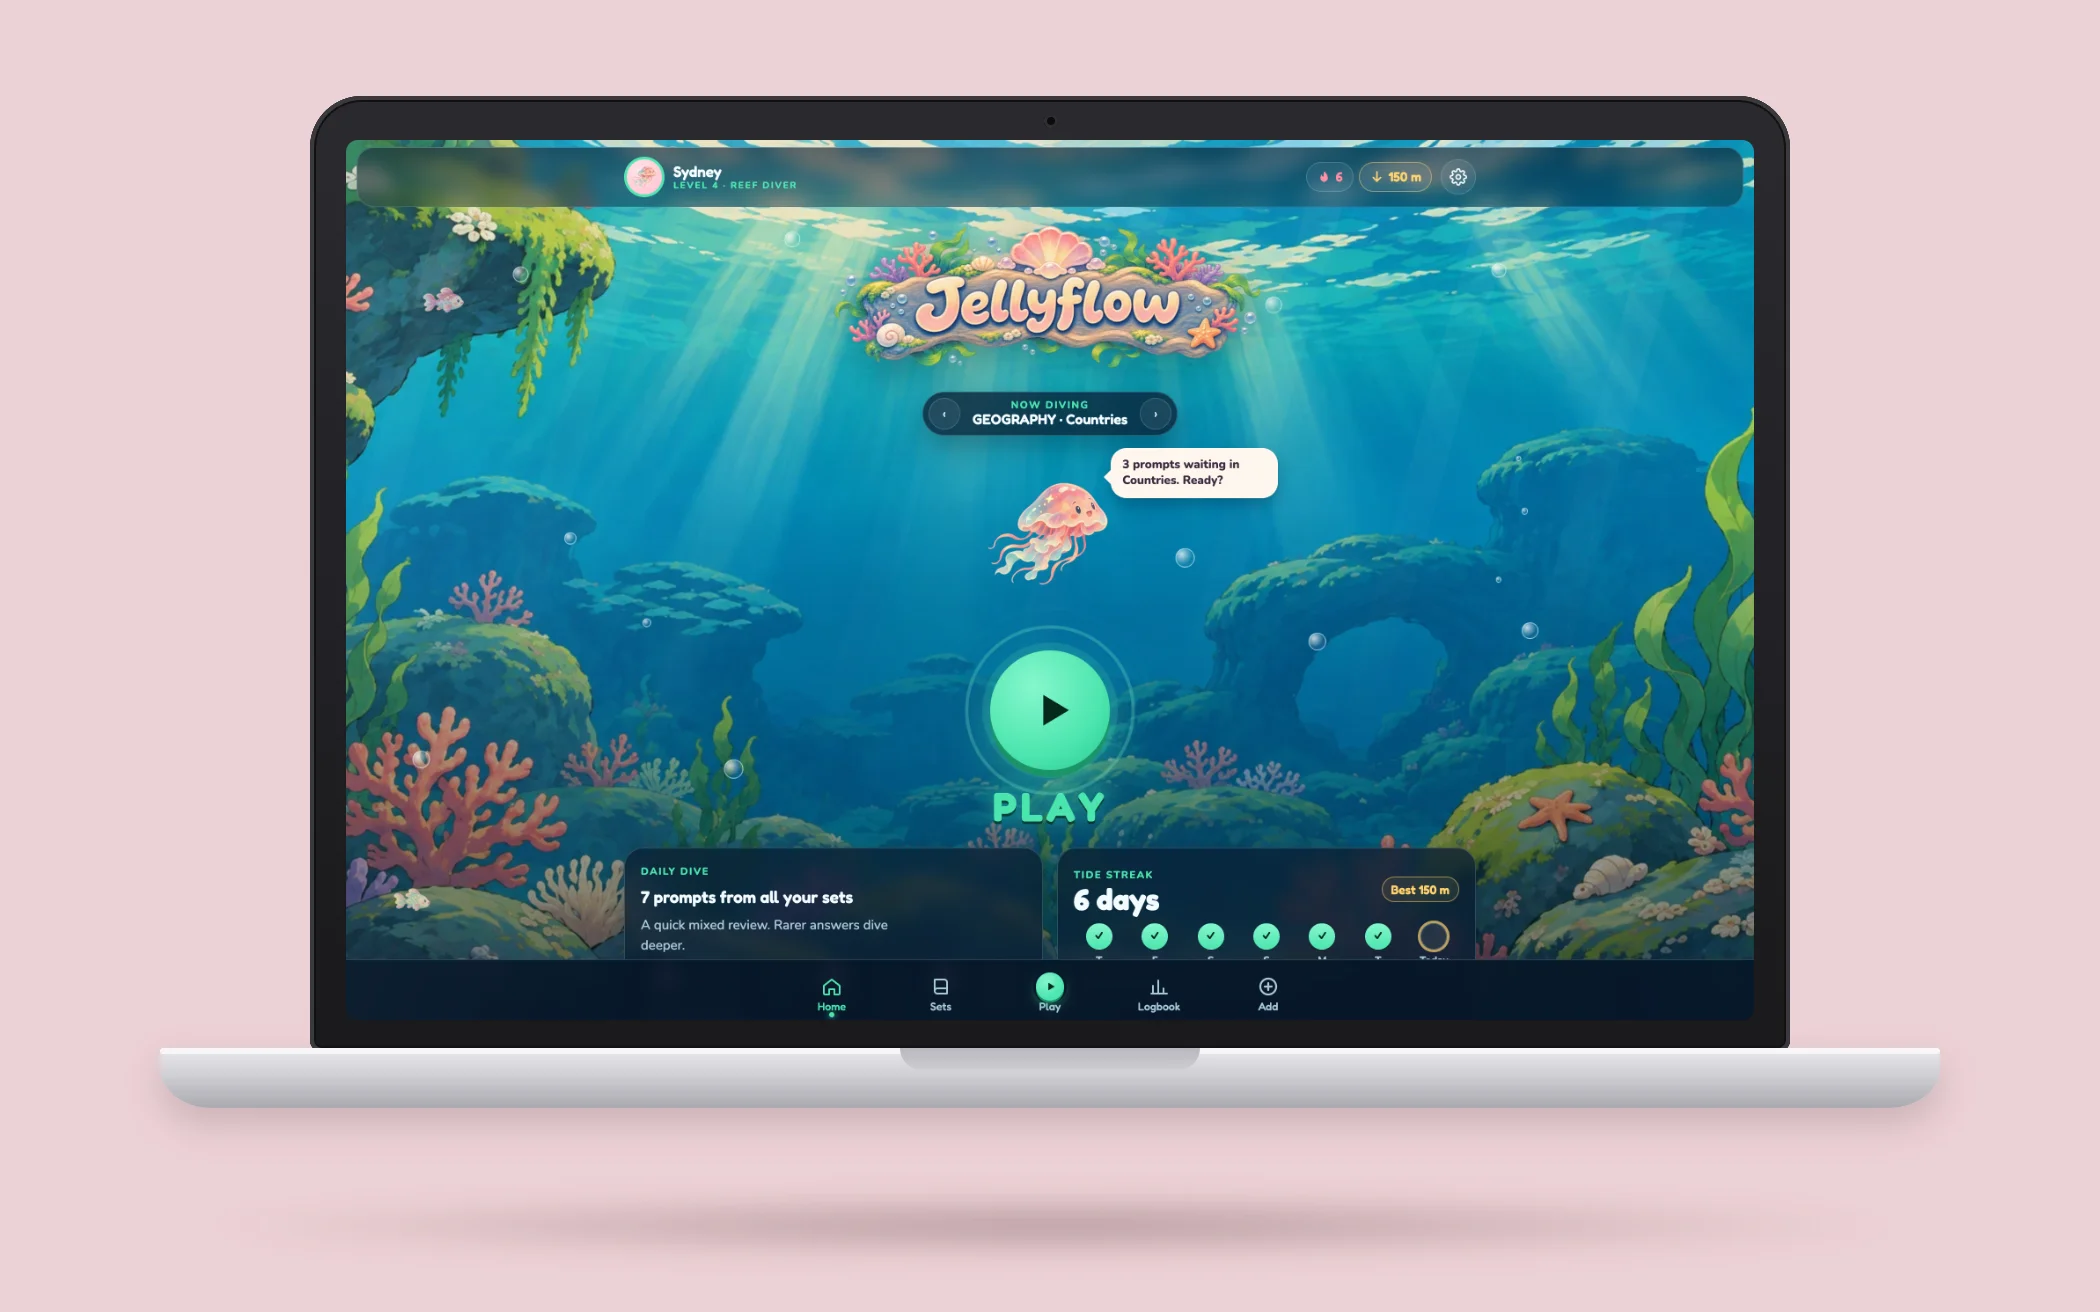 Sydney
LEVEL 4 · REEF DIVER
6
150 m
Jellyflow
NOW DIVING
GEOGRAPHY · Countries
3 prompts waiting in
Countries. Ready?
PLAY
DAILY DIVE
7 prompts from all your sets
A quick mixed review. Rarer answers dive
deeper.
TIDE STREAK
6 days
Best 150 m
Home
Sets
Play
Logbook
Add